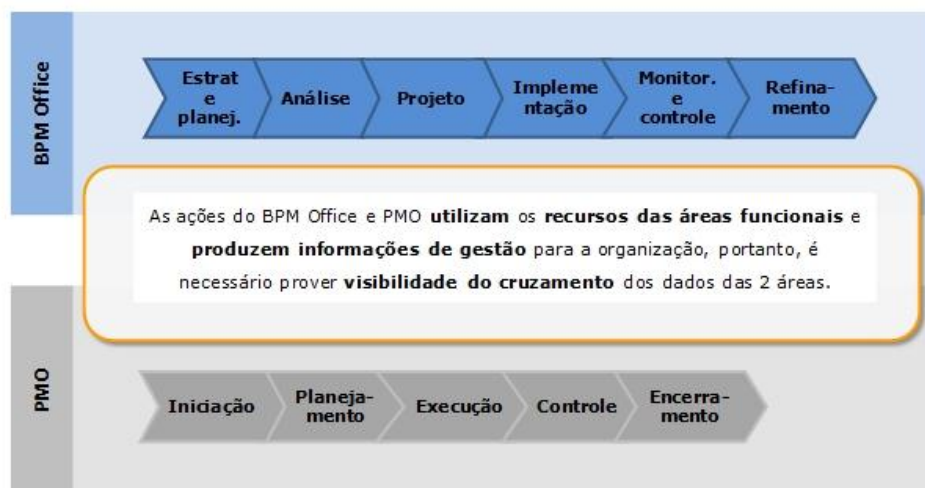 BPM Office
Estrat
e
planej.
Análise
Projeto
Impleme
ntação
Monitor.
e
controle
Refina-
mento
As ações do BPM Office e PMO utilizam os recursos das áreas funcionais e
produzem informações de gestão para a organização, portanto, é
necessário prover visibilidade do cruzamento dos dados das 2 áreas.
PMO
Iniciação
Planeja-
mento
Execução
Controle
Encerra-
mento